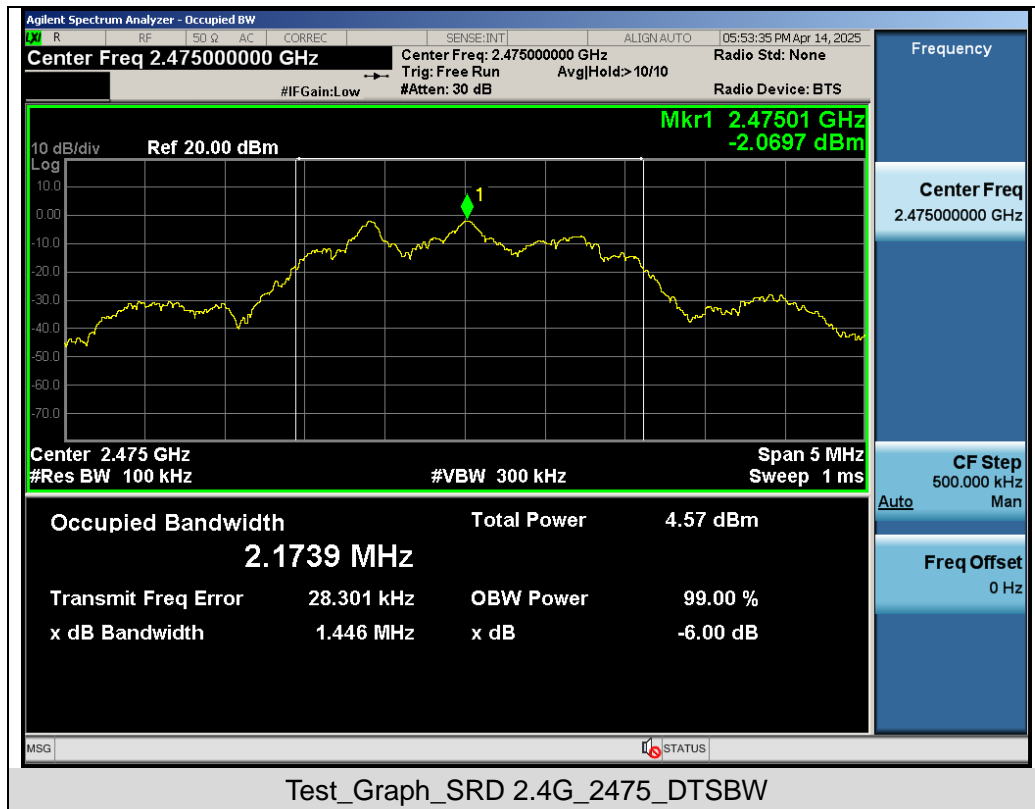 Agilent Spectrum Analyzer - Occupied BW
LXI R RF 50 Ω AC CORREC SENSE:INT ALIGN AUTO 05:53:35 PM Apr 14, 2025
Center Freq 2.475000000 GHz
Center Freq: 2.475000000 GHz Radio Std: None
Trig: Free Run Avg|Hold:> 10/10
#IFGain:Low #Atten: 30 dB Radio Device: BTS
Frequency
Mkr1 2.47501 GHz
-2.0697 dBm
10 dB/div Ref 20.00 dBm
Log
10.0
0.00
-10.0
-20.0
-30.0
-40.0
-50.0
-60.0
-70.0
1
Center 2.475 GHz Span 5 MHz
#Res BW 100 kHz #VBW 300 kHz Sweep 1 ms
Center Freq
2.475000000 GHz
CF Step
500.000 kHz
Auto Man
Freq Offset
0 Hz
Occupied Bandwidth Total Power 4.57 dBm
2.1739 MHz
Transmit Freq Error 28.301 kHz OBW Power 99.00 %
x dB Bandwidth 1.446 MHz x dB -6.00 dB
MSG STATUS
Test_Graph_SRD 2.4G_2475_DTSBW